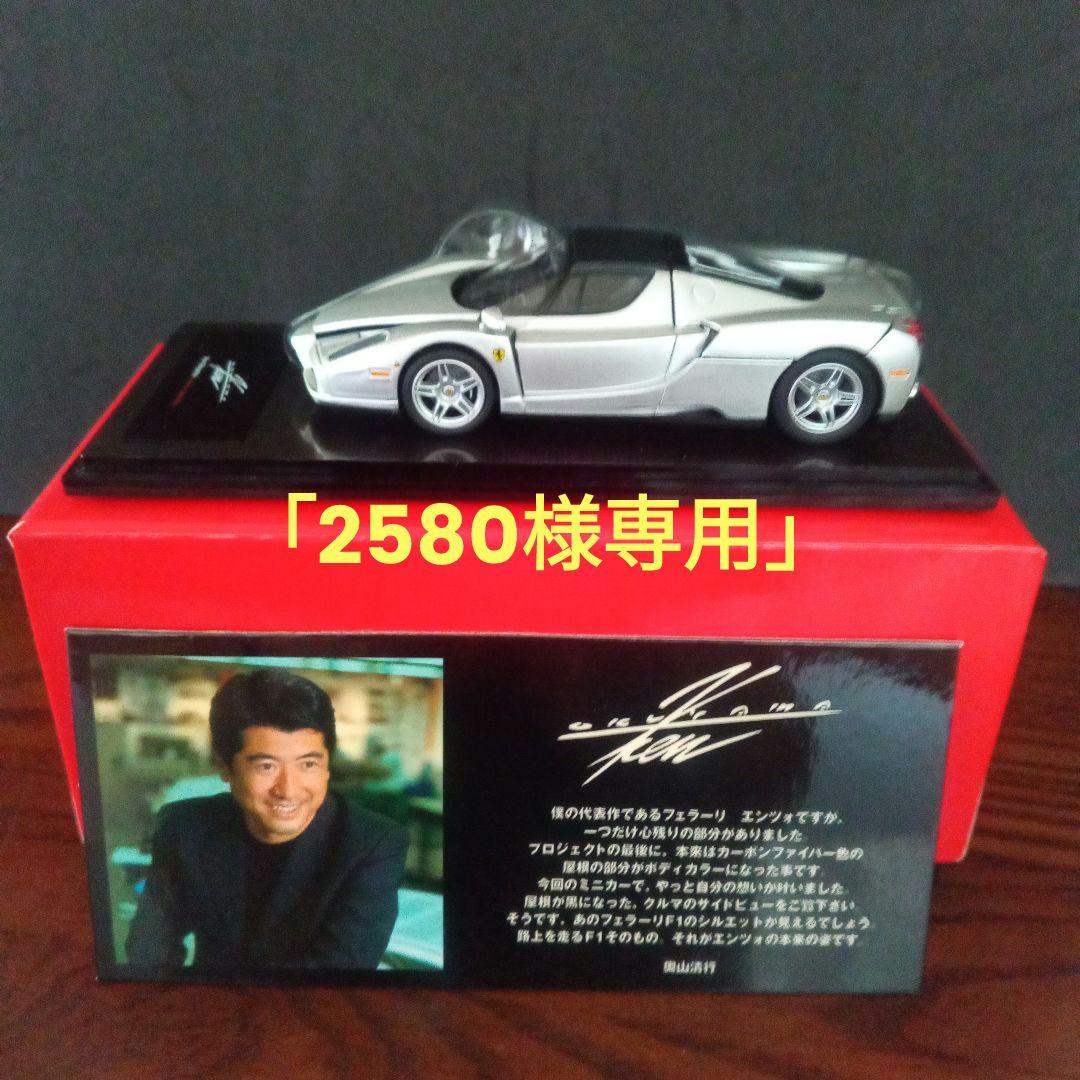 「2580様専用」
OKUYAMA
Ken
僕の代表作であるフェラーリ　エンツォですが、
一つだけ心残りの部分がありました
プロジェクトの最後に、本来はカーボンファイバー色の
屋根の部分がボディカラーになった事です
今回のミニカーで、やっと自分の想いが叶いました
屋根が黒になった、クルマのサイドビューをご覧下さい
そうです、あのフェラーリF1のシルエットが見えるでしょう
路上を走るF1そのもの それがエンツォの本来の姿です
奥山清行